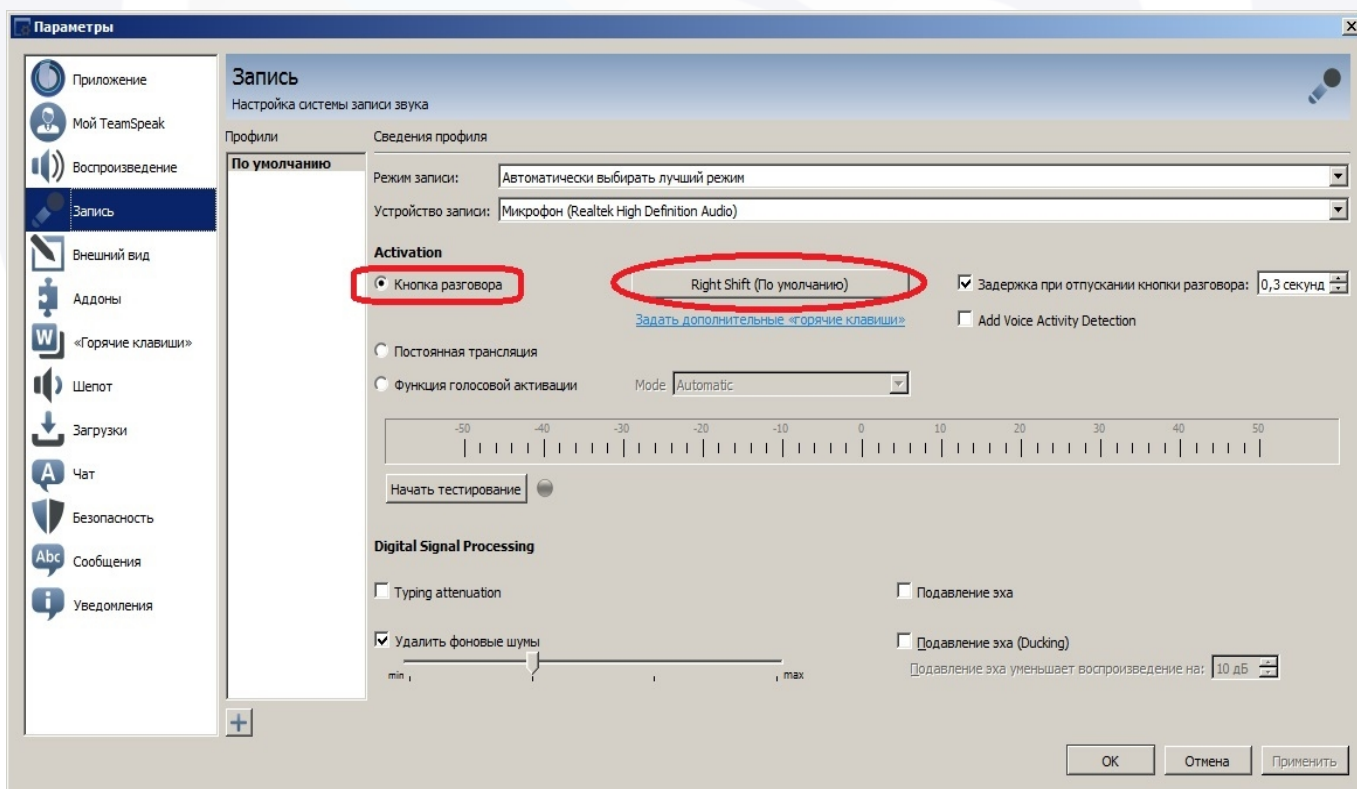 Параметры
Приложение
Мой TeamSpeak
Воспроизведение
Запись
Внешний вид
Аддоны
W
«Горячие клавиши»
Шепот
Загрузки
A
Чат
Безопасность
Abc
Сообщения
i
Уведомления
Запись
Настройка системы записи звука
Профили
По умолчанию
Сведения профиля
Режим записи: Автоматически выбирать лучший режим
Устройство записи: Микрофон (Realtek High Definition Audio)
Activation
Кнопка разговора Right Shift (По умолчанию) Задержка при отпускании кнопки разговора: 0,3 секунд
Задать дополнительные «горячие клавиши» Add Voice Activity Detection
Постоянная трансляция
Функция голосовой активации Mode Automatic
-50 -40 -30 -20 -10 0 10 20 30 40 50
Начать тестирование
Digital Signal Processing
Typing attenuation Подавление эха
Удалить фоновые шумы Подавление эха (Ducking)
min max Подавление эха уменьшает воспроизведение на: 10 дБ
OK Отмена Применить